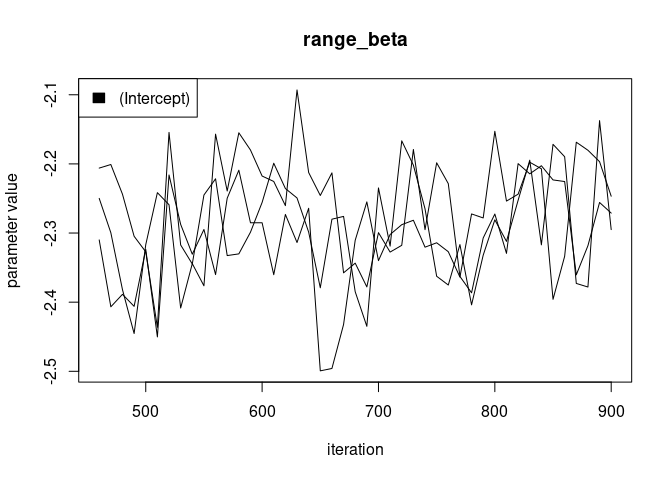 range_beta
(Intercept)
parameter value
-2.1
-2.2
-2.3
-2.4
-2.5
500 600 700 800 900
iteration